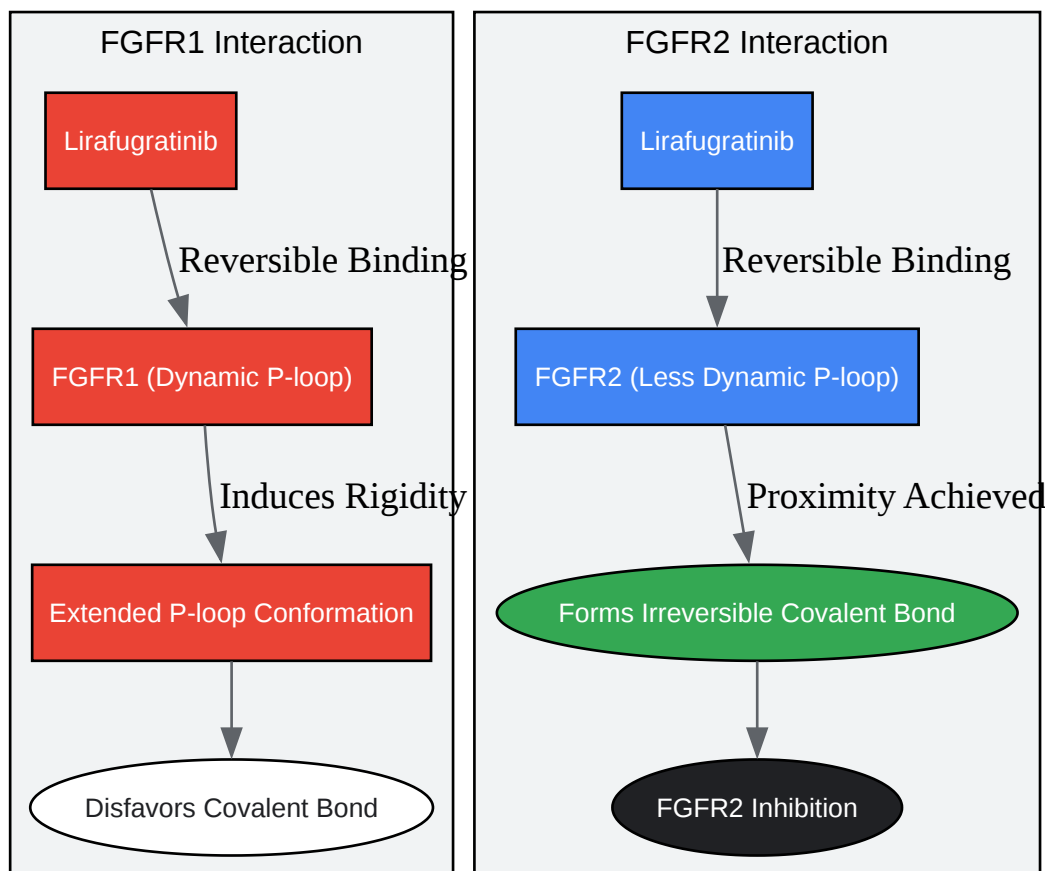 FGFR1 Interaction
Lirafugratinib
Reversible Binding
FGFR1 (Dynamic P-loop)
Induces Rigidity
Extended P-loop Conformation
Disfavors Covalent Bond
FGFR2 Interaction
Lirafugratinib
Reversible Binding
FGFR2 (Less Dynamic P-loop)
Proximity Achieved
Forms Irreversible Covalent Bond
FGFR2 Inhibition